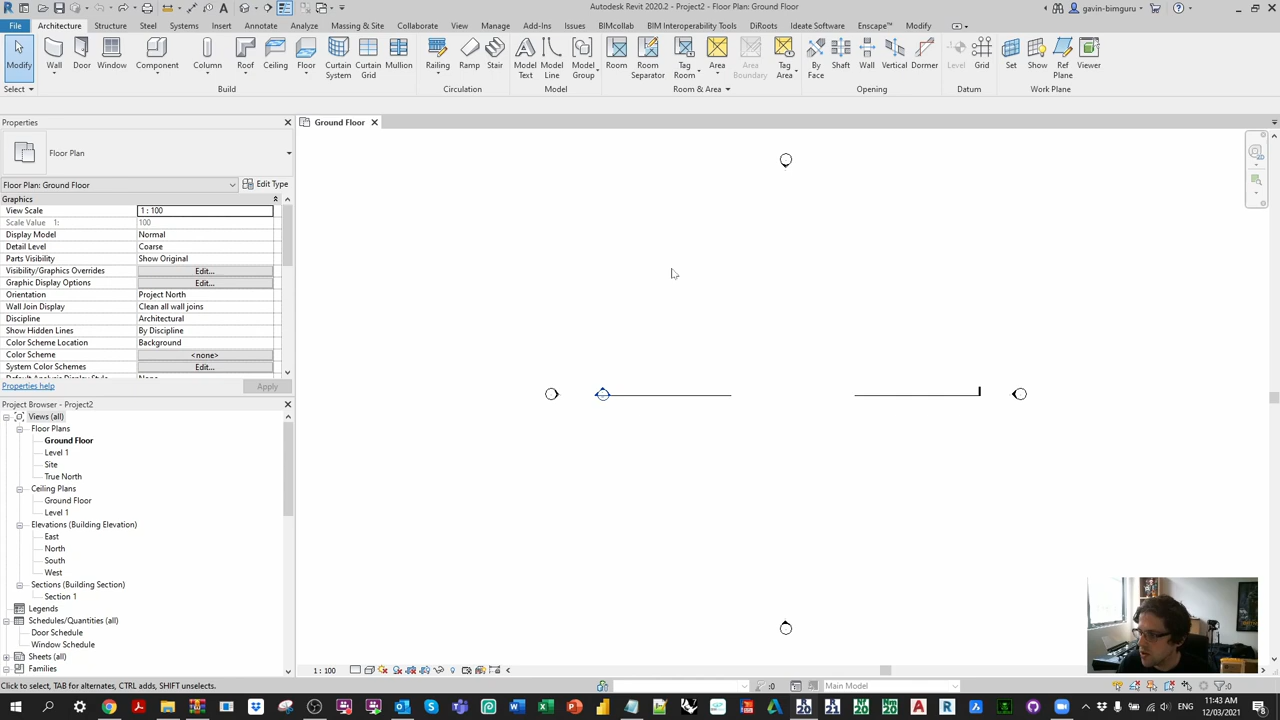 Autodesk Revit 2020.2 - Project2 - Floor Plan: Ground Floor
gavin-bimguru
File Architecture Structure Steel Systems Insert Annotate Analyze Massing & Site Collaborate View Manage Add-Ins Issues BIMcollab BIM Interoperability Tools DiRoots Ideate Software Enscape™ Modify
Modify Wall Door Window Component Column Roof Ceiling Floor Curtain System Curtain Grid Mullion Railing Ramp Stair Model Text Model Line Model Group Room Room Separator Tag Room Area Area Boundary Tag Area By Face Shaft Wall Vertical Dormer Level Grid Set Show Ref Plane Viewer
Select Build Circulation Model Room & Area Opening Datum Work Plane
Properties
Ground Floor
Floor Plan
Floor Plan: Ground Floor Edit Type
Graphics
View Scale 1 : 100
Scale Value 1: 100
Display Model Normal
Detail Level Coarse
Parts Visibility Show Original
Visibility/Graphics Overrides Edit...
Graphic Display Options Edit...
Orientation Project North
Wall Join Display Clean all wall joins
Discipline Architectural
Show Hidden Lines By Discipline
Color Scheme Location Background
Color Scheme <none>
System Color Schemes Edit...
Properties help Apply
Project Browser - Project2
Views (all)
Floor Plans
Ground Floor
Level 1
Site
True North
Ceiling Plans
Ground Floor
Level 1
Elevations (Building Elevation)
East
North
South
West
Sections (Building Section)
Section 1
Legends
Schedules/Quantities (all)
Door Schedule
Window Schedule
Sheets (all)
Families
1 : 100
Click to select, TAB for alternates, CTRL adds, SHIFT unselects.
:0 Main Model :0
11:43 AM
12/03/2021